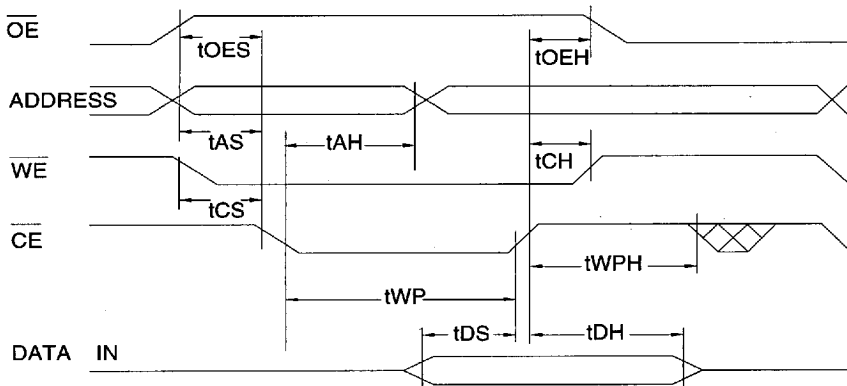 OE
tOES
tOEH
ADDRESS
tAS
tAH
tCH
WE
tCS
CE
tWPH
tWP
tDS
tDH
DATA IN